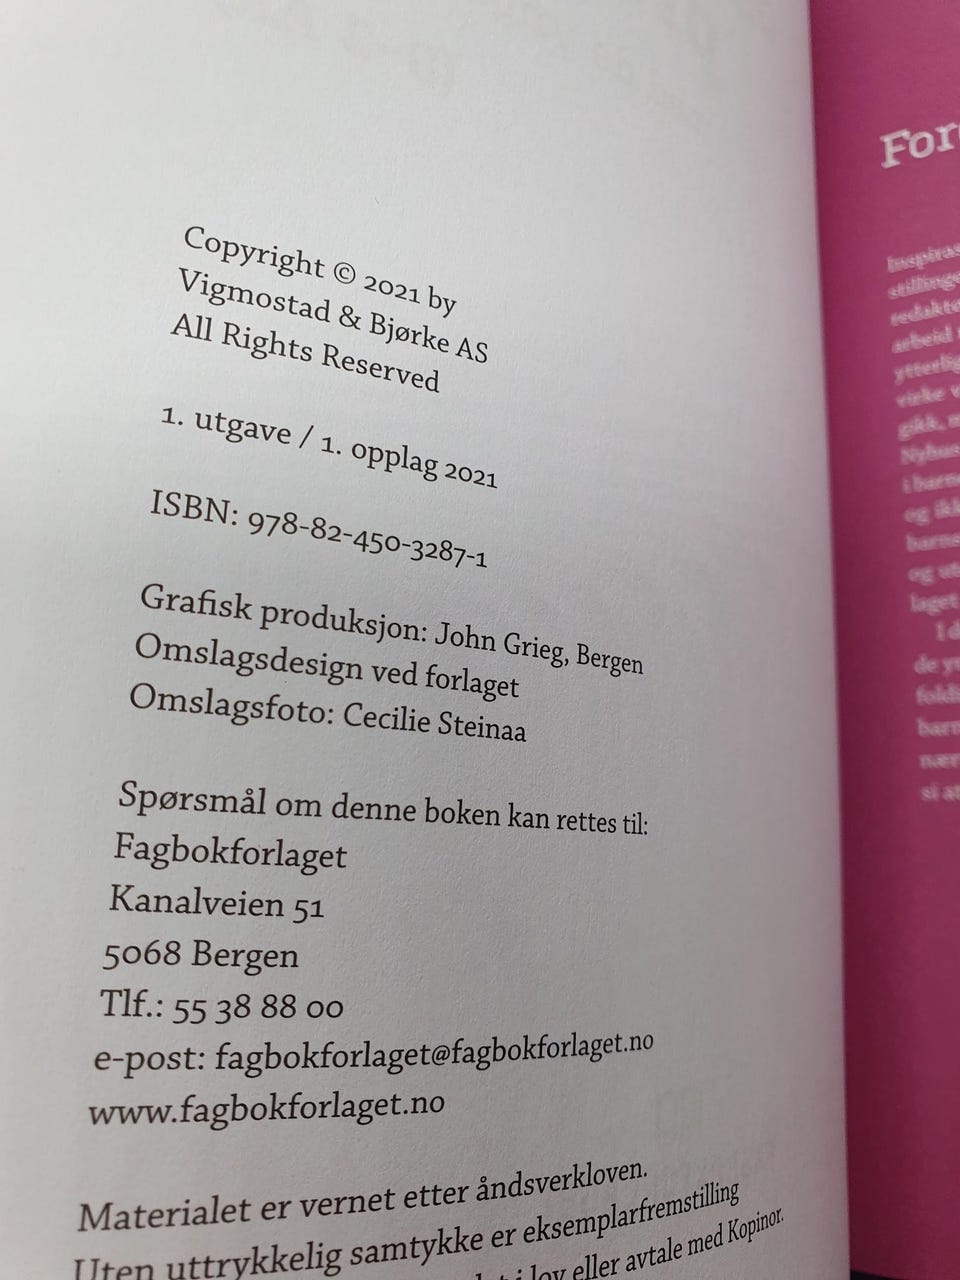 Copyright © 2021 by
Vigmostad & Bjørke AS
All Rights Reserved
1. utgave / 1. opplag 2021
ISBN: 978-82-450-3287-1
Grafisk produksjon: John Grieg, Bergen
Omslagsdesign ved forlaget
Omslagsfoto: Cecilie Steinaa
Spørsmål om denne boken kan rettes til:
Fagbokforlaget
Kanalveien 51
5068 Bergen
Tlf.: 55 38 88 00
e-post: fagbokforlaget@fagbokforlaget.no
www.fagbokforlaget.no
Materialet er vernet etter åndsverkloven.
Uten uttrykkelig samtykke er eksemplarfremstilling
i lov eller avtale med Kopinor.